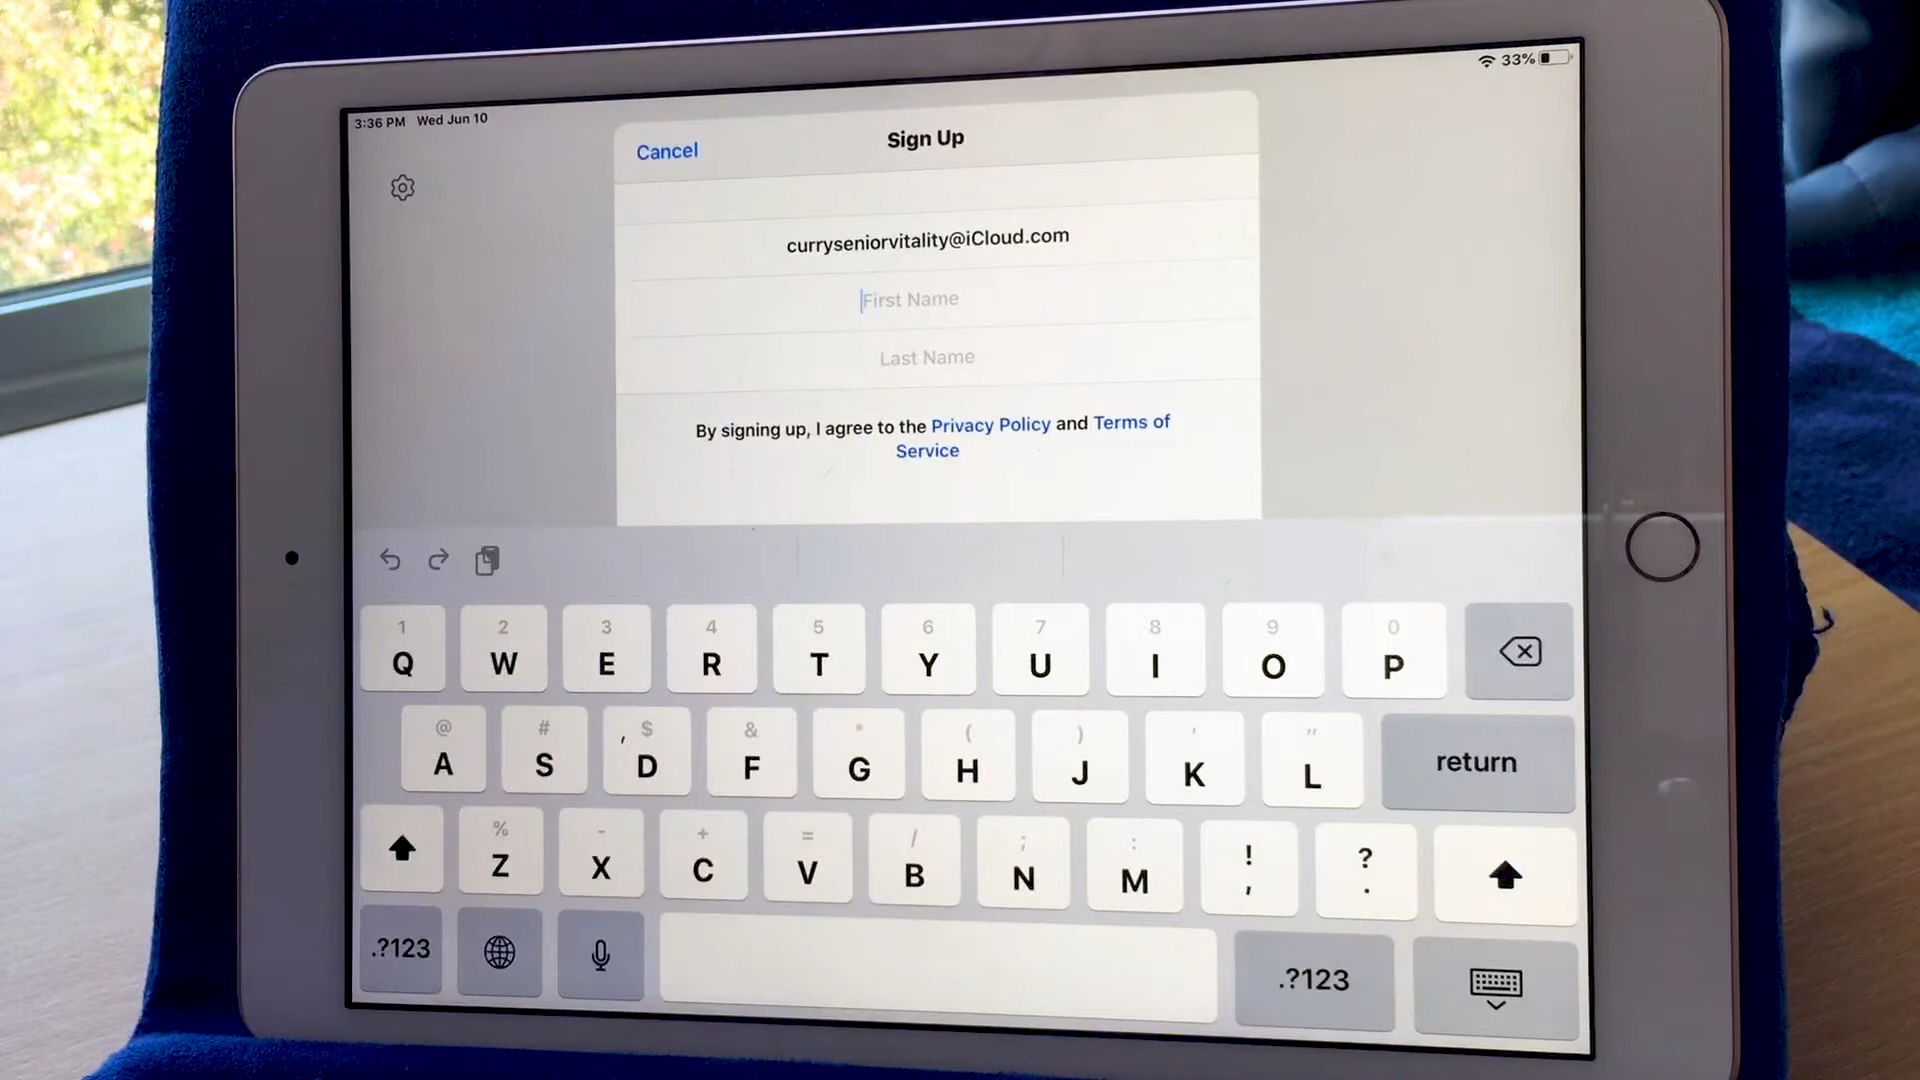 3:36 PM Wed Jun 10
33%
Cancel
Sign Up
curryseniorvitality@iCloud.com
First Name
Last Name
By signing up, I agree to the Privacy Policy and Terms of
Service
1 2 3 4 5 6 7 8 9 0
Q W E R T Y U I O P
@ # $ & * ( ) ' "
A S D F G H J K L return
% - + = / ; : ! ?
Z X C V B N M , .
.?123 .?123